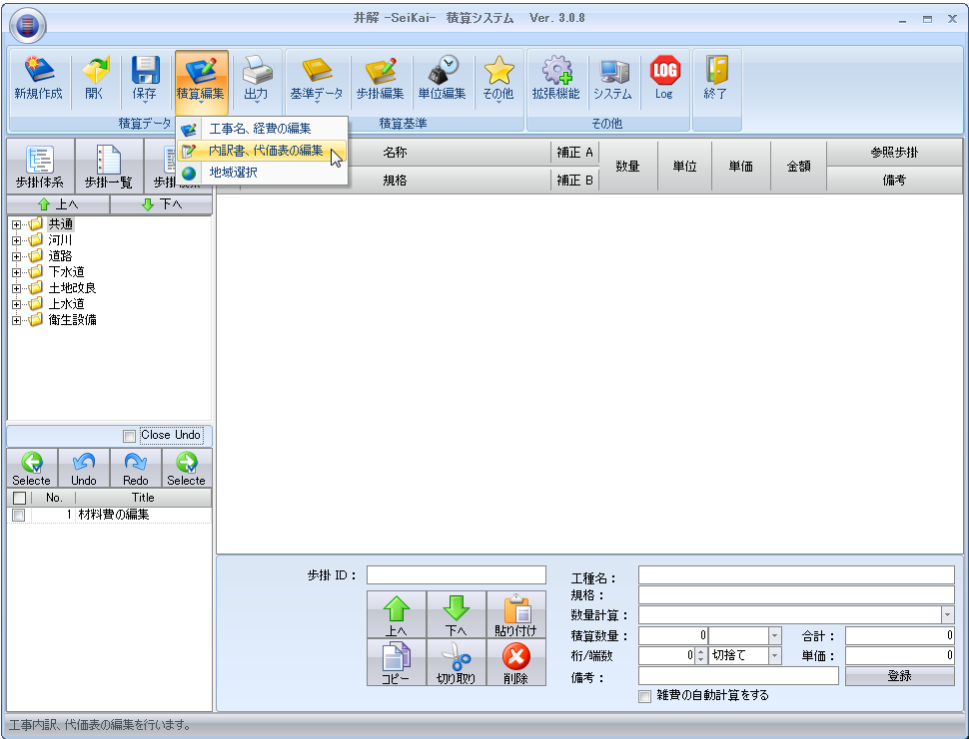 井解 -SeiKai- 積算システム Ver. 3.0.8
新規作成 開く 保存 積算編集 出力 基準データ 歩掛編集 単位編集 その他 拡張機能 システム Log 終了
LOG
積算データ 積算基準 その他
工事名、経費の編集
内訳書、代価表の編集
地域選択
歩掛体系 歩掛一覧
名称 補正 A 数量 単位 単価 金額 参照歩掛
規格 補正 B 備考
上へ 下へ
共通
河川
道路
下水道
土地改良
上水道
衛生設備
Close Undo
Selecte Undo Redo Selecte
No. Title
1 材料費の編集
歩掛 ID：
上へ 下へ 貼り付け
コピー 切り取り 削除
工種名：
規格：
数量計算：
積算数量： 0 合計： 0
桁/端数 0 切捨て 単価： 0
備考： 登録
雑費の自動計算をする
工事内訳、代価表の編集を行います。